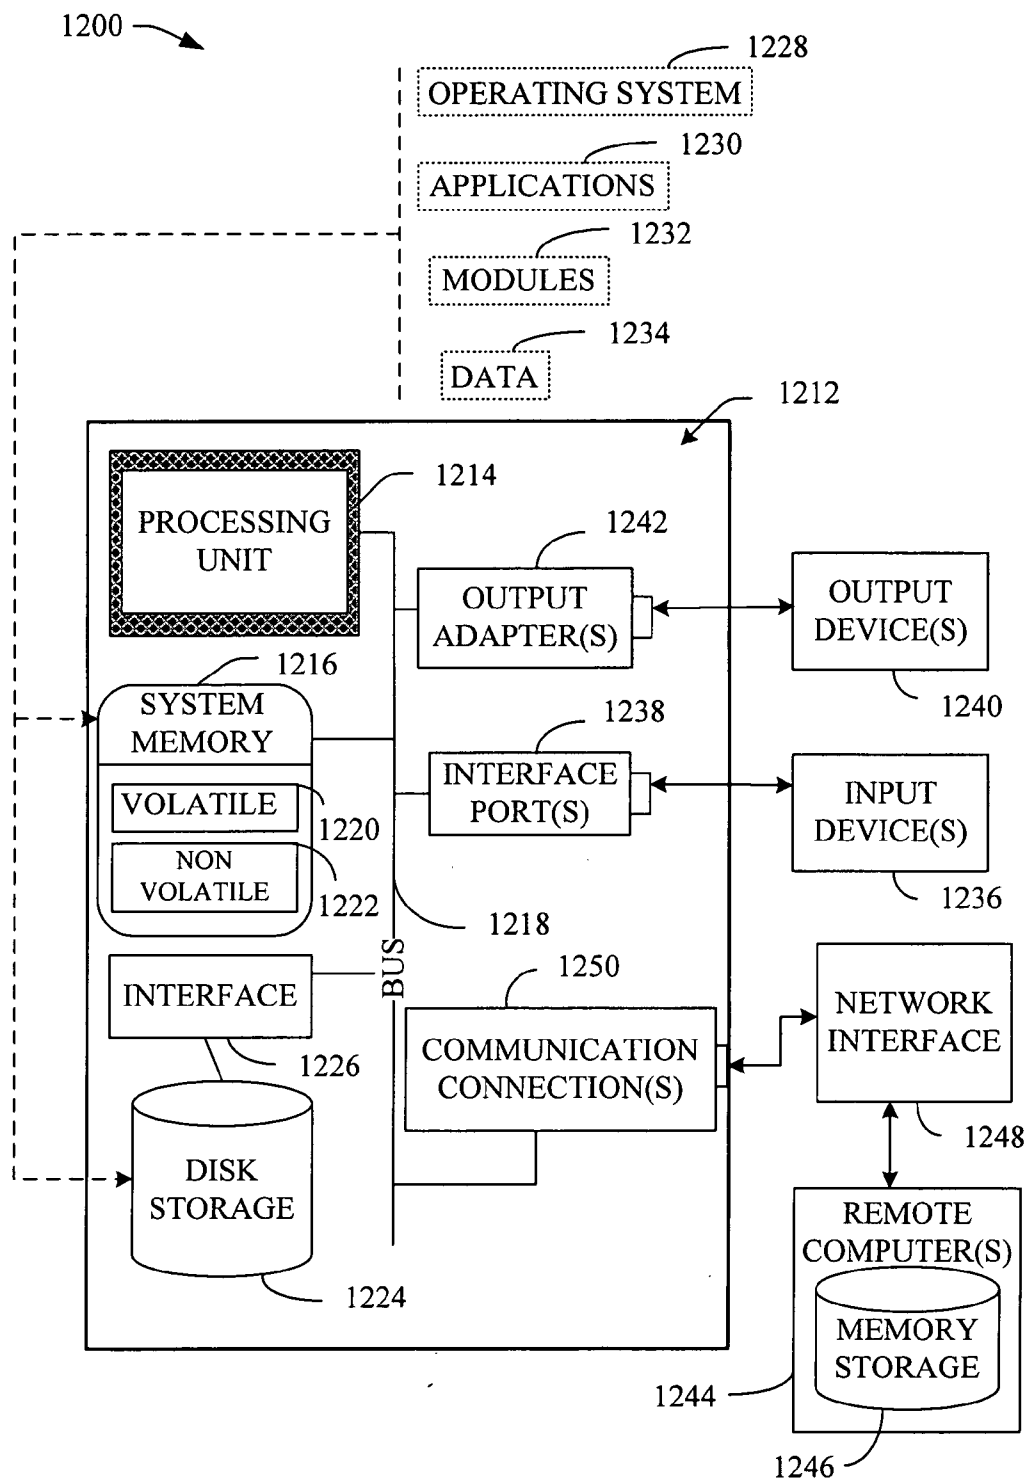 1200
1228
OPERATING SYSTEM
1230
APPLICATIONS
1232
MODULES
1234
DATA
1212
1214
PROCESSING
UNIT
1242
OUTPUT
ADAPTER(S)
OUTPUT
DEVICE(S)
1240
1216
SYSTEM
MEMORY
VOLATILE
1220
NON
VOLATILE
1222
1238
INTERFACE
PORT(S)
INPUT
DEVICE(S)
1236
1218
BUS
INTERFACE
1226
1250
COMMUNICATION
CONNECTION(S)
NETWORK
INTERFACE
1248
DISK
STORAGE
1224
REMOTE
COMPUTER(S)
MEMORY
STORAGE
1244
1246